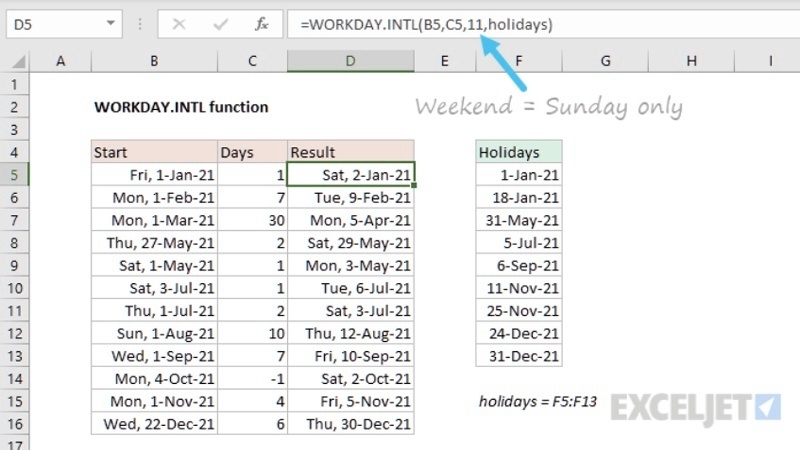 D5 fx =WORKDAY.INTL(B5,C5,11,holidays)
A B C D E F G H I
1
2 WORKDAY.INTL function Weekend = Sunday only
3
4 Start Days Result Holidays
5 Fri, 1-Jan-21 1 Sat, 2-Jan-21 1-Jan-21
6 Mon, 1-Feb-21 7 Tue, 9-Feb-21 18-Jan-21
7 Mon, 1-Mar-21 30 Mon, 5-Apr-21 31-May-21
8 Thu, 27-May-21 2 Sat, 29-May-21 5-Jul-21
9 Sat, 1-May-21 1 Mon, 3-May-21 6-Sep-21
10 Sat, 3-Jul-21 1 Tue, 6-Jul-21 11-Nov-21
11 Thu, 1-Jul-21 2 Sat, 3-Jul-21 25-Nov-21
12 Sun, 1-Aug-21 10 Thu, 12-Aug-21 24-Dec-21
13 Wed, 1-Sep-21 7 Fri, 10-Sep-21 31-Dec-21
14 Mon, 4-Oct-21 -1 Sat, 2-Oct-21
15 Mon, 1-Nov-21 4 Fri, 5-Nov-21 holidays = F5:F13 EXCELJET
16 Wed, 22-Dec-21 6 Thu, 30-Dec-21
17